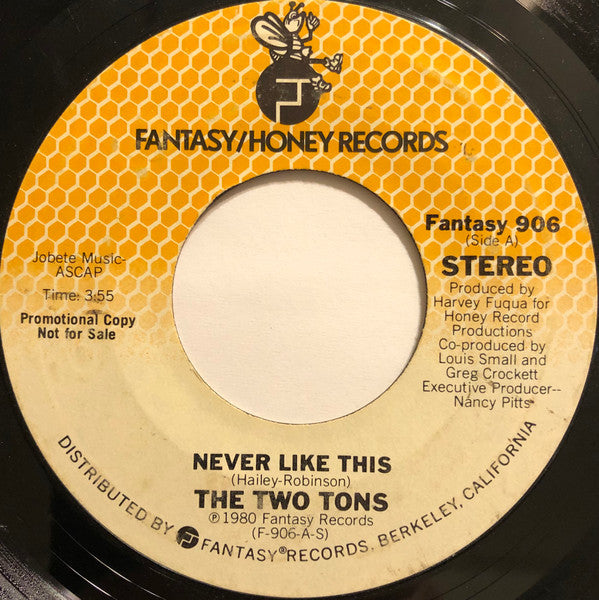 FANTASY/HONEY RECORDS
Fantasy 906
(Side A)
STEREO
Jobete Music-
ASCAP
Time: 3:55
Promotional Copy
Not for Sale
Produced by
Harvey Fuqua for
Honey Record
Productions
Co-produced by
Louis Small and
Greg Crockett
Executive Producer--
Nancy Pitts
NEVER LIKE THIS
(Hailey-Robinson)
THE TWO TONS
℗ 1980 Fantasy Records
(F-906-A-S)
DISTRIBUTED BY FANTASY® RECORDS, BERKELEY, CALIFORNIA